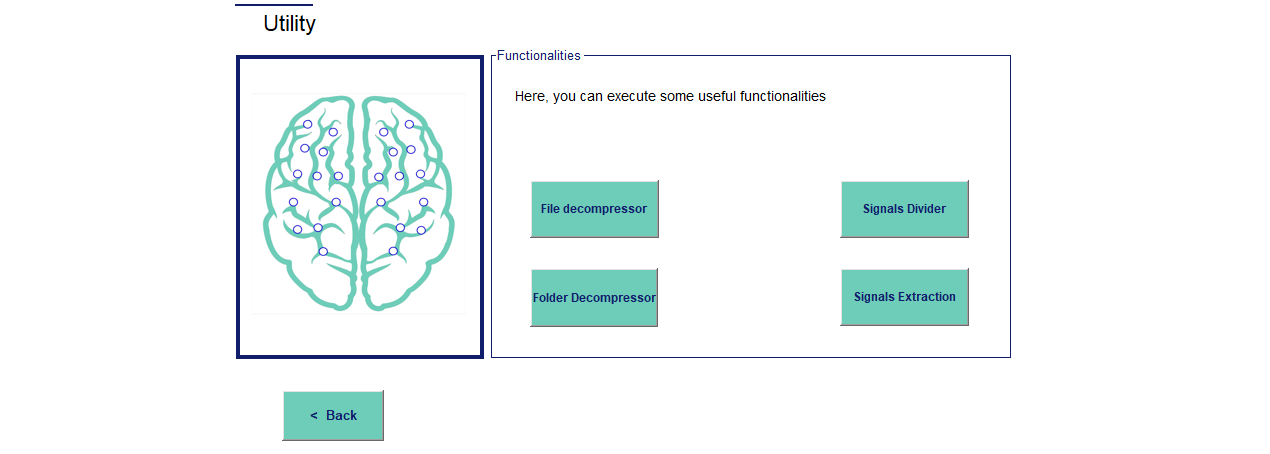 Utility
Functionalities
Here, you can execute some useful functionalities
File decompressor
Signals Divider
Folder Decompressor
Signals Extraction
< Back